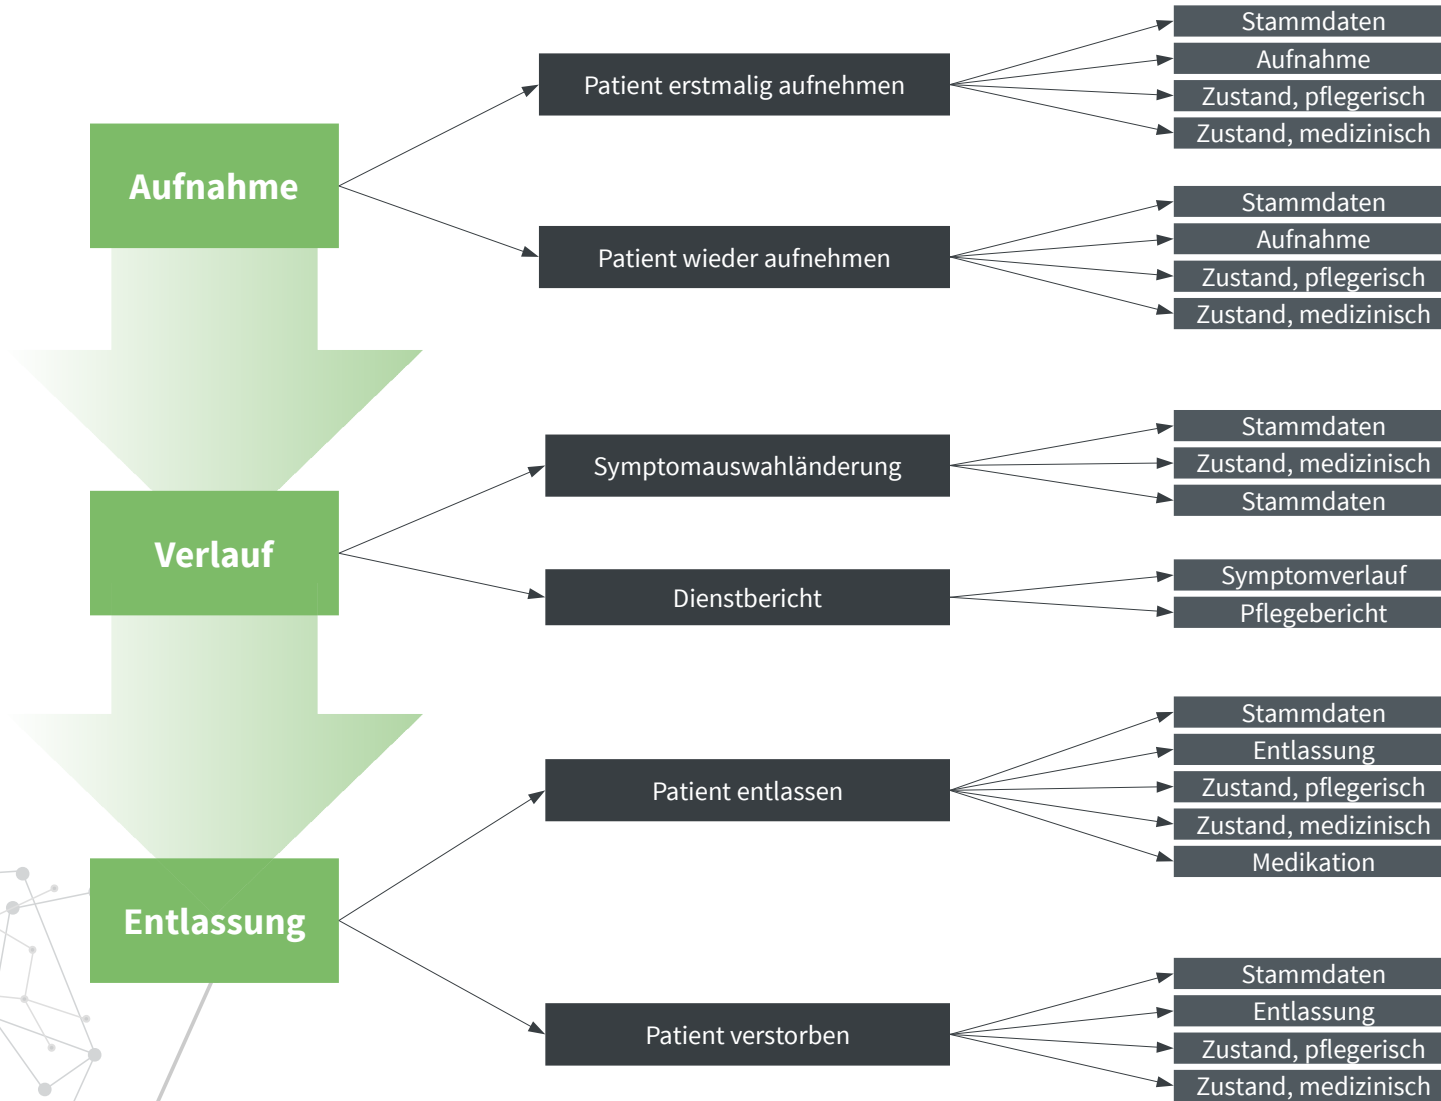 Aufnahme
Patient erstmalig aufnehmen
Stammdaten
Aufnahme
Zustand, pflegerisch
Zustand, medizinisch
Patient wieder aufnehmen
Stammdaten
Aufnahme
Zustand, pflegerisch
Zustand, medizinisch
Verlauf
Symptomauswahländerung
Stammdaten
Zustand, medizinisch
Stammdaten
Dienstbericht
Symptomverlauf
Pflegebericht
Entlassung
Patient entlassen
Stammdaten
Entlassung
Zustand, pflegerisch
Zustand, medizinisch
Medikation
Patient verstorben
Stammdaten
Entlassung
Zustand, pflegerisch
Zustand, medizinisch